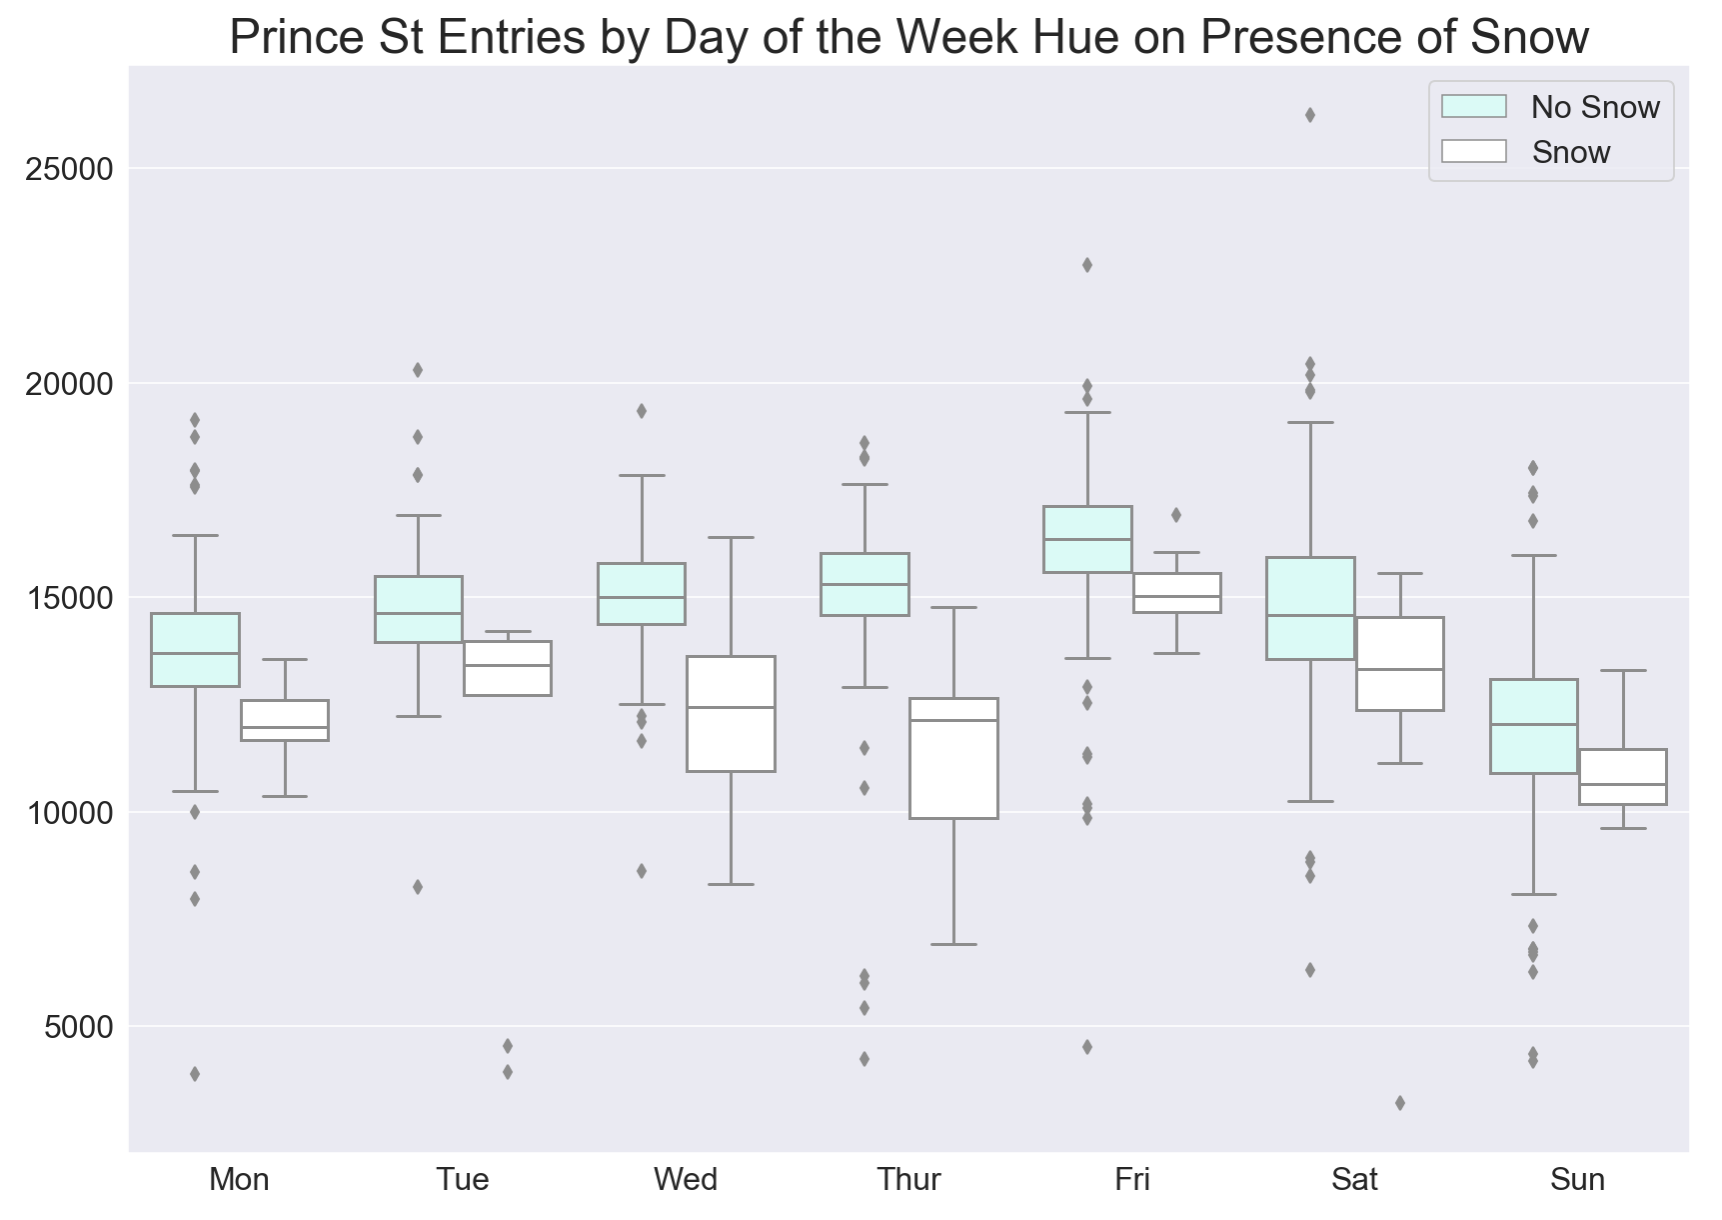 Prince St Entries by Day of the Week Hue on Presence of Snow
No Snow
Snow
25000
20000
15000
10000
5000
Mon Tue Wed Thur Fri Sat Sun